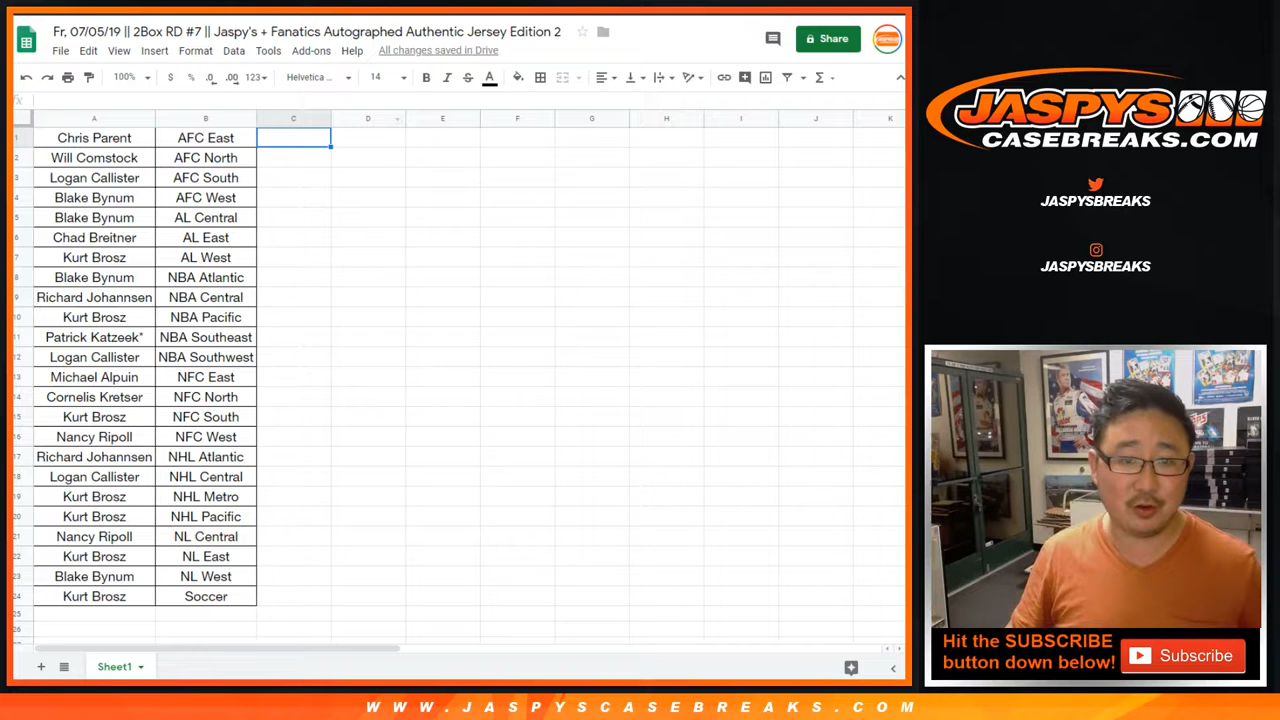 Fr, 07/05/19 || 2Box RD #7 || Jaspy's + Fanatics Autographed Authentic Jersey Edition 2
File Edit View Insert Format Data Tools Add-ons Help All changes saved in Drive
Share
100% $ % .0 .00 123 Helvetica ... 14 B I S A
fx
A B C D E F G H I J K
1 Chris Parent AFC East
2 Will Comstock AFC North
3 Logan Callister AFC South
4 Blake Bynum AFC West
5 Blake Bynum AL Central
6 Chad Breitner AL East
7 Kurt Brosz AL West
8 Blake Bynum NBA Atlantic
9 Richard Johannsen NBA Central
10 Kurt Brosz NBA Pacific
11 Patrick Katzeek* NBA Southeast
12 Logan Callister NBA Southwest
13 Michael Alpuin NFC East
14 Cornelis Kretser NFC North
15 Kurt Brosz NFC South
16 Nancy Ripoll NFC West
17 Richard Johannsen NHL Atlantic
18 Logan Callister NHL Central
19 Kurt Brosz NHL Metro
20 Kurt Brosz NHL Pacific
21 Nancy Ripoll NL Central
22 Kurt Brosz NL East
23 Blake Bynum NL West
24 Kurt Brosz Soccer
25
26
Sheet1
JASPYS
CASEBREAKS.COM
JASPYSBREAKS
JASPYSBREAKS
Hit the SUBSCRIBE
button down below!
Subscribe
WWW.JASPYSCASEBREAKS.COM